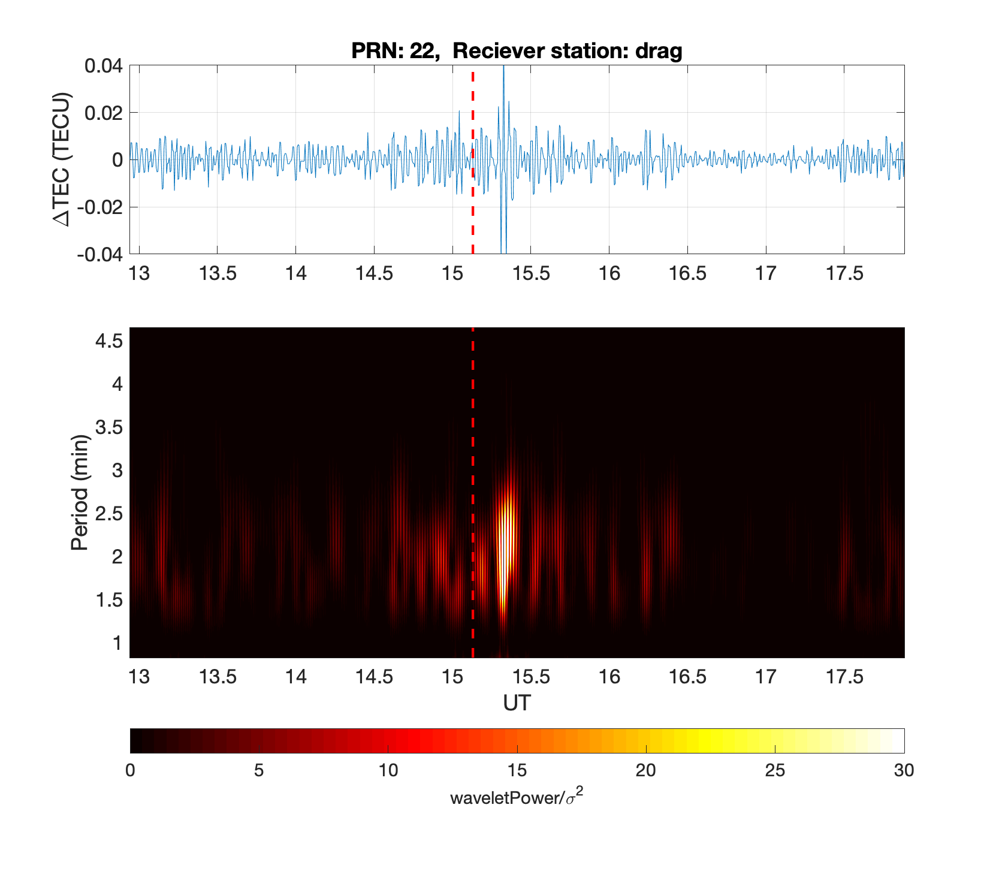 PRN: 22,  Reciever station: drag
ΔTEC (TECU)
0.04
0.02
0
-0.02
-0.04
13 13.5 14 14.5 15 15.5 16 16.5 17 17.5
Period (min)
4.5
4
3.5
3
2.5
2
1.5
1
13 13.5 14 14.5 15 15.5 16 16.5 17 17.5
UT
0 5 10 15 20 25 30
waveletPower/σ²